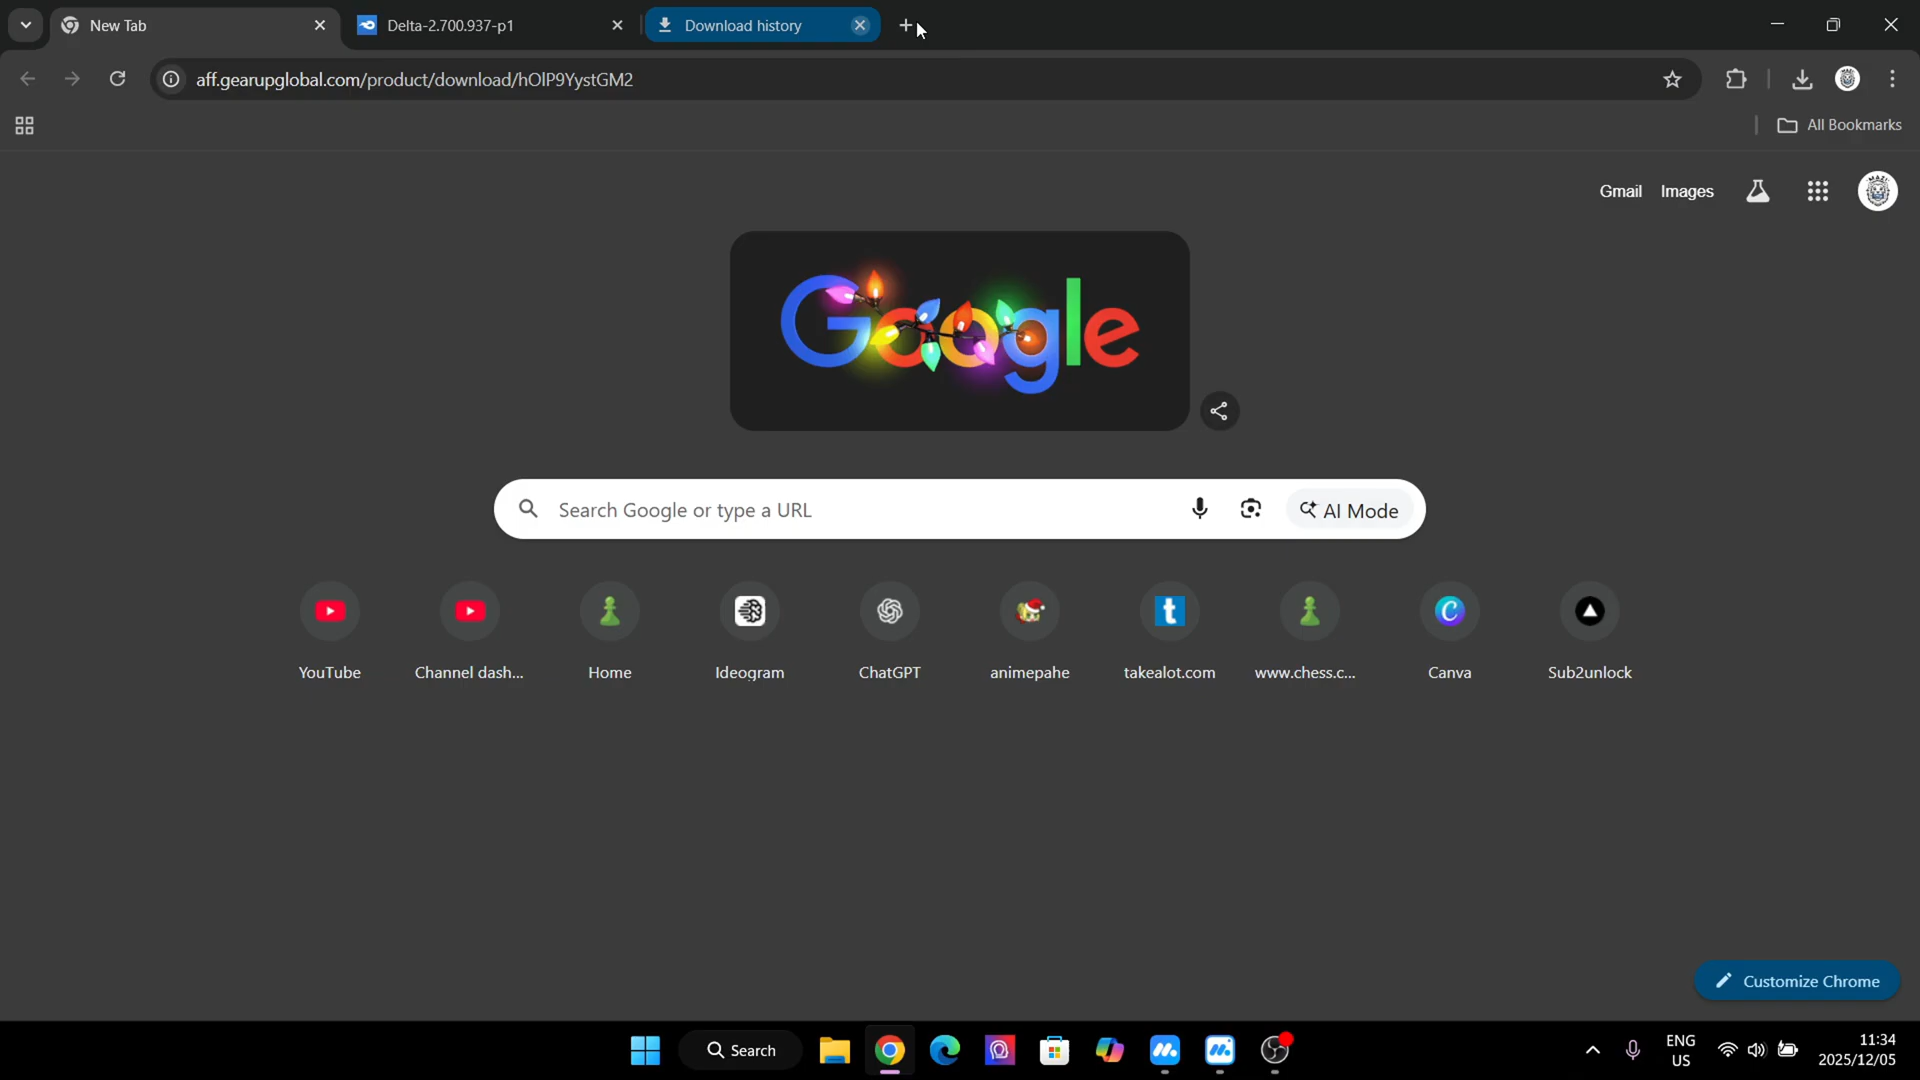 New Tab
Delta-2.700.937-p1
Download history
aff.gearupglobal.com/product/download/hOlP9YystGM2
All Bookmarks
Gmail Images
Google
Search Google or type a URL
AI Mode
YouTube
Channel dash...
Home
Ideogram
ChatGPT
animepahe
takealot.com
www.chess.c...
Canva
Sub2unlock
Customize Chrome
Search
ENG
US
11:34
2025/12/05